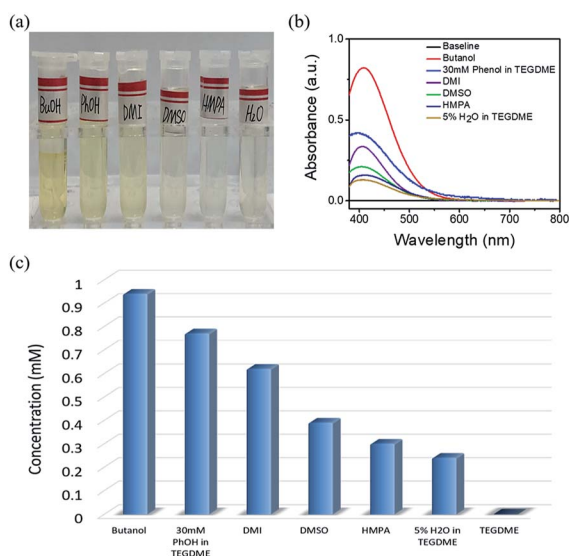 (a)
BuOH
PhOH
DMI
DMSO
HMPA
H₂O
(b)
Absorbance (a.u.)
1.0
0.5
0.0
Baseline
Butanol
30mM Phenol in TEGDME
DMI
DMSO
HMPA
5% H₂O in TEGDME
400 500 600 700 800
Wavelength (nm)
(c)
Concentration (mM)
1
0.9
0.8
0.7
0.6
0.5
0.4
0.3
0.2
0.1
0
Butanol
30mM
PhOH in
TEGDME
DMI
DMSO
HMPA
5% H2O in
TEGDME
TEGDME